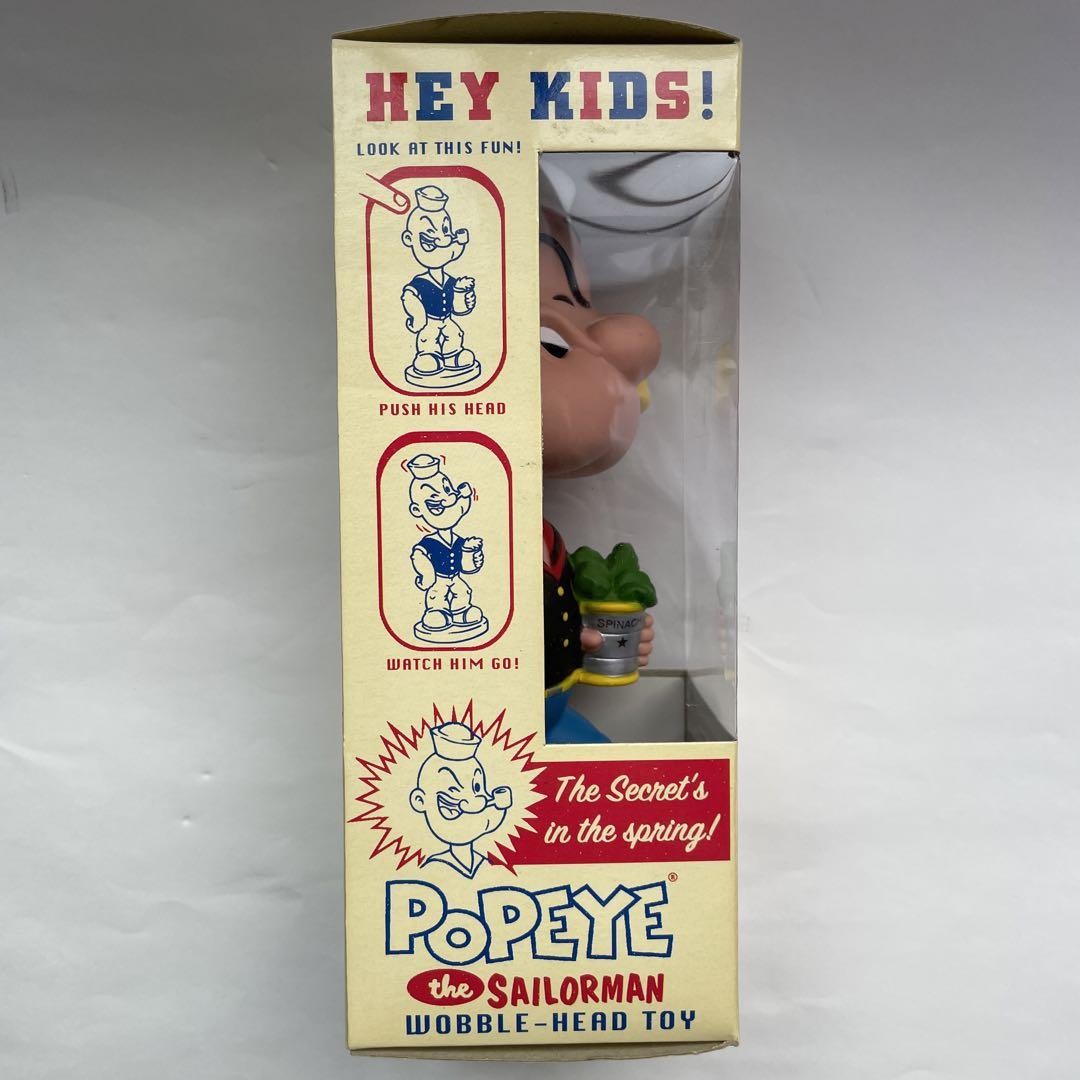 HEY KIDS!
LOOK AT THIS FUN!
PUSH HIS HEAD
WATCH HIM GO!
SPINACH
The Secret's
in the spring!
POPEYE®
the SAILORMAN
WOBBLE-HEAD TOY